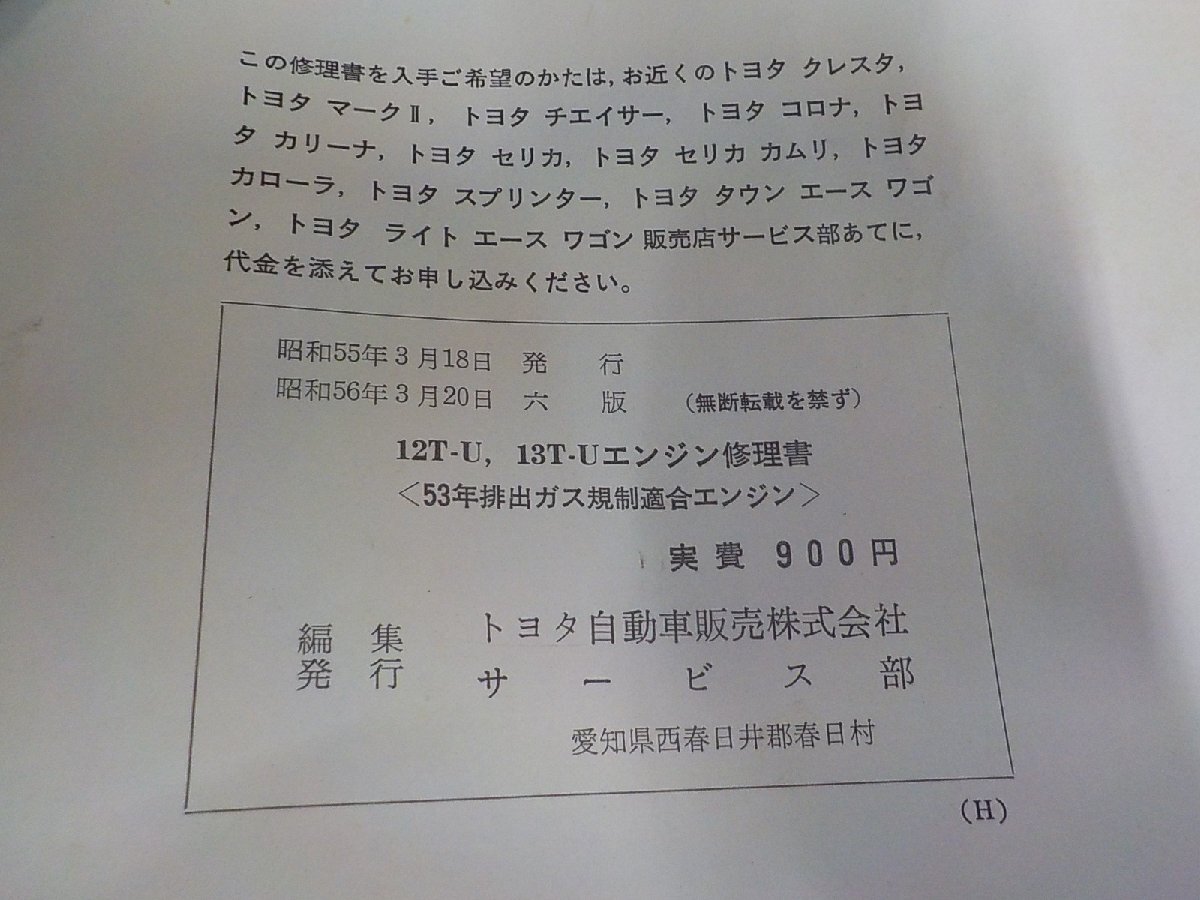 この修理書を入手ご希望のかたは, お近くのトヨタ クレスタ,
トヨタ マークⅡ, トヨタ チエイサー, トヨタ コロナ, トヨ
タ カリーナ, トヨタ セリカ, トヨタ セリカ カムリ, トヨタ
カローラ, トヨタ スプリンター, トヨタ タウン エース ワゴ
ン, トヨタ ライト エース ワゴン 販売店サービス部あてに,
代金を添えてお申し込みください。
昭和55年3月18日 発 行
昭和56年3月20日 六 版 (無断転載を禁ず)
12T-U, 13T-Uエンジン修理書
<53年排出ガス規制適合エンジン>
実費 900円
編集 トヨタ自動車販売株式会社
発行 サービス部
愛知県西春日井郡春日村
(H)